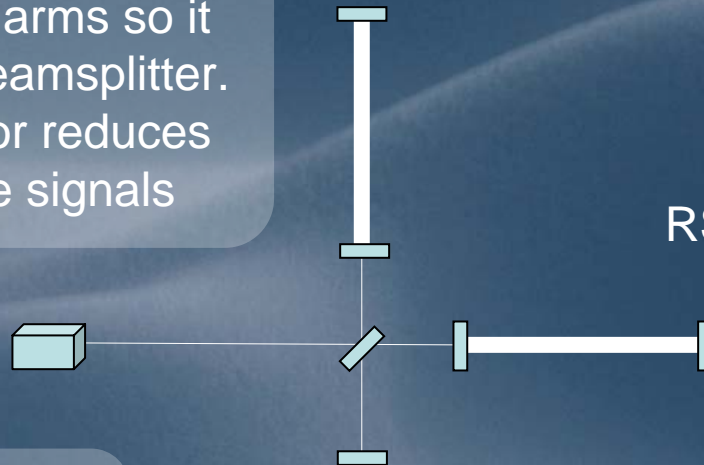 arms so it
eamsplitter.
or reduces
e signals
RS